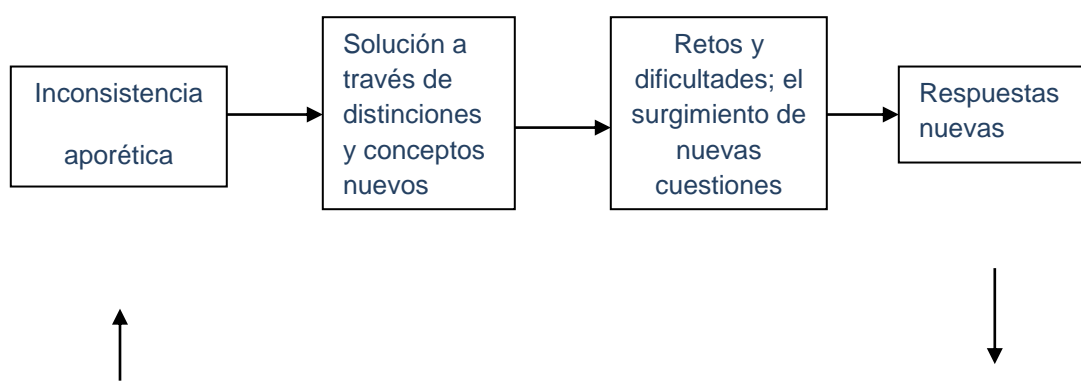 Inconsistencia
aporética
Solución a
través de
distinciones
y conceptos
nuevos
Retos y
dificultades; el
surgimiento de
nuevas
cuestiones
Respuestas
nuevas